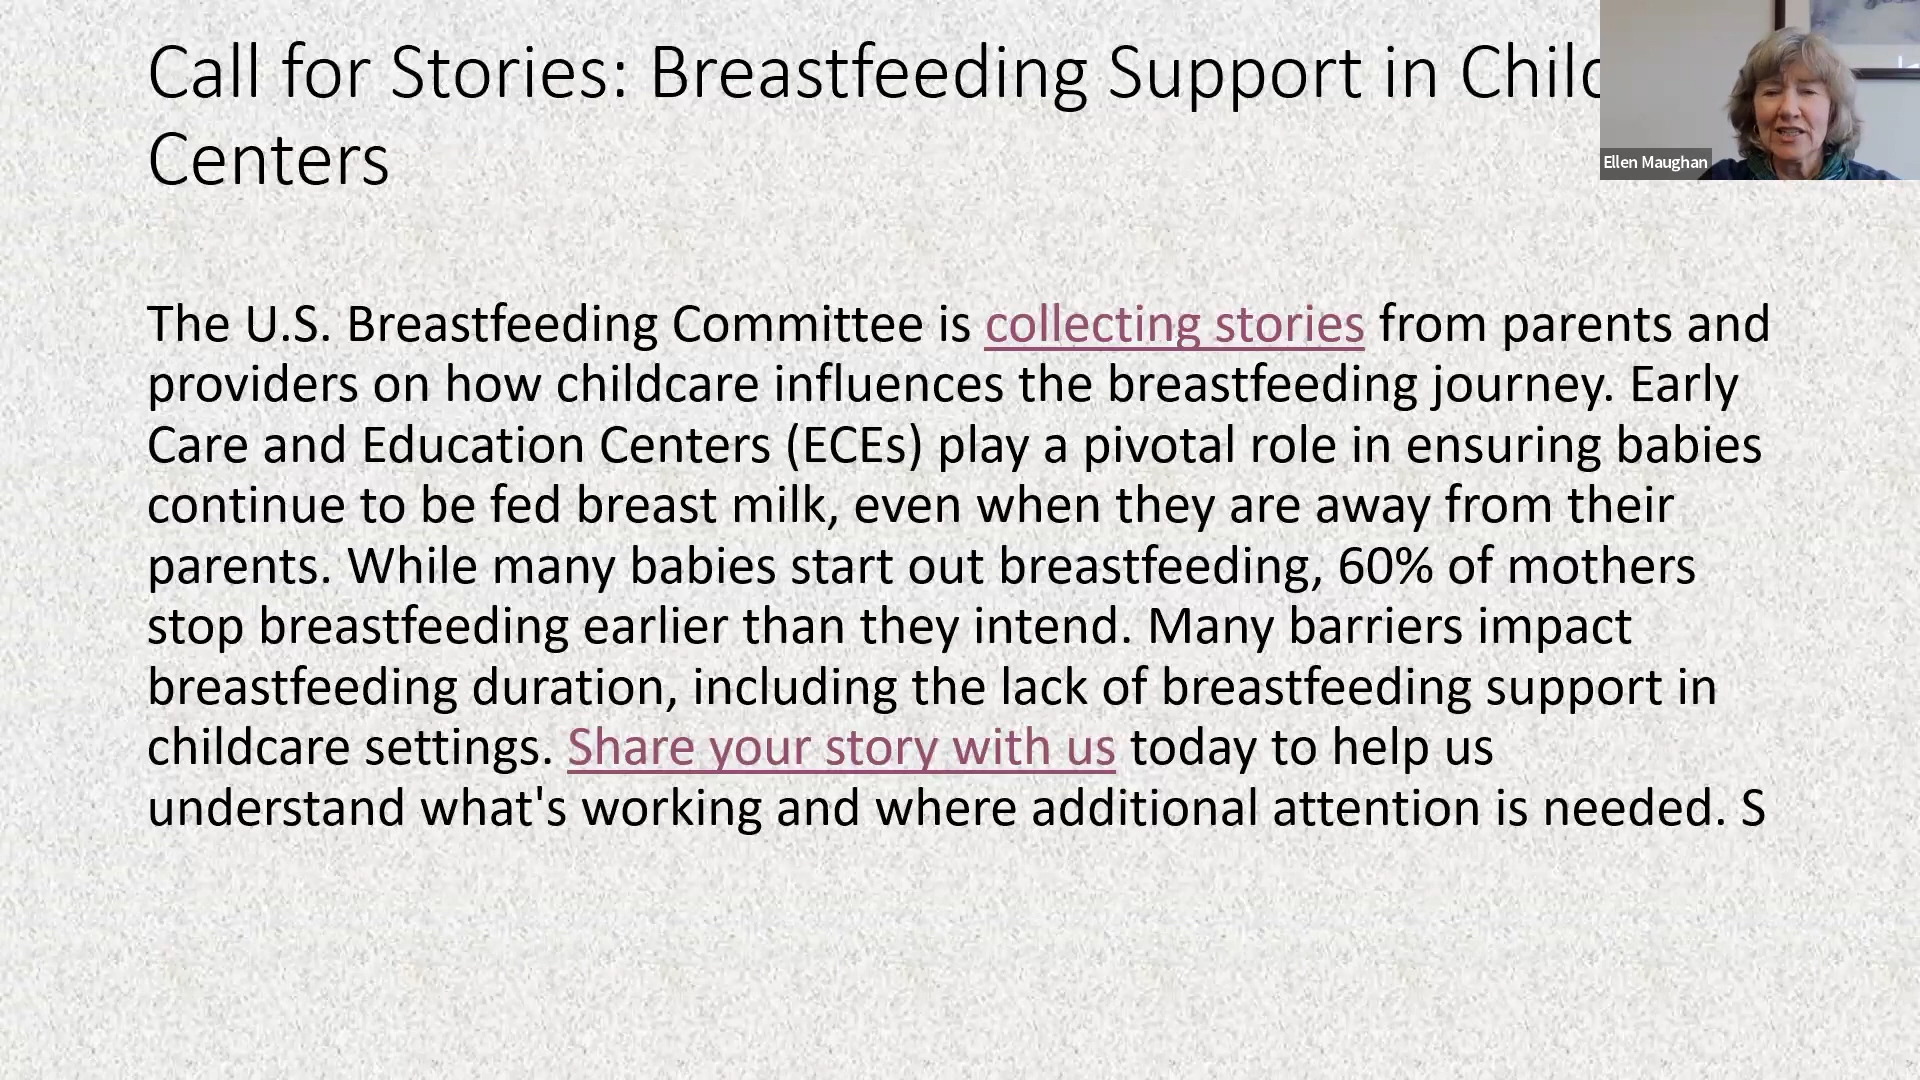 Call for Stories: Breastfeeding Support in Child
Centers
Ellen Maughan
The U.S. Breastfeeding Committee is collecting stories from parents and
providers on how childcare influences the breastfeeding journey. Early
Care and Education Centers (ECEs) play a pivotal role in ensuring babies
continue to be fed breast milk, even when they are away from their
parents. While many babies start out breastfeeding, 60% of mothers
stop breastfeeding earlier than they intend. Many barriers impact
breastfeeding duration, including the lack of breastfeeding support in
childcare settings. Share your story with us today to help us
understand what's working and where additional attention is needed. S